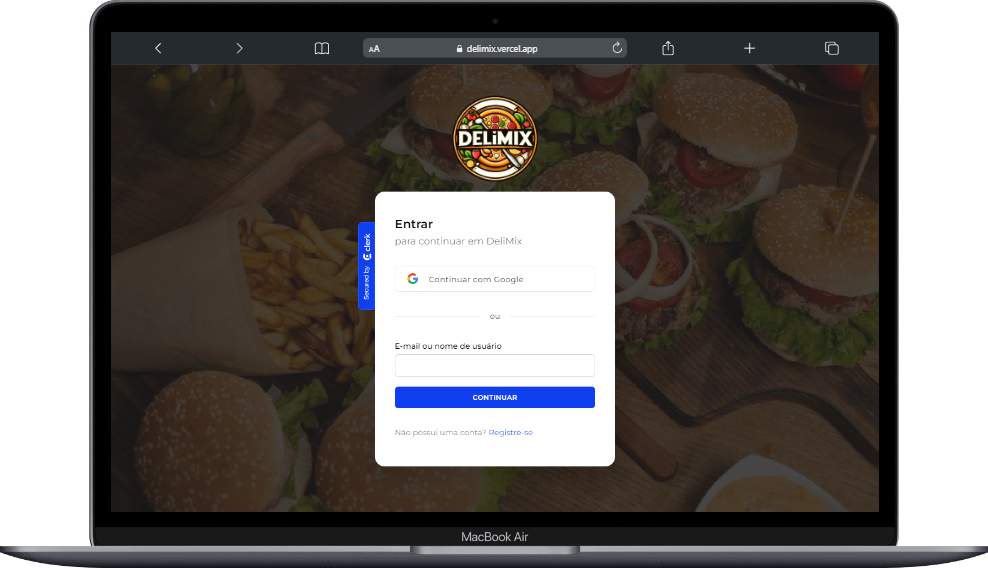 AA
delimix.vercel.app
DELiMIX
Entrar
para continuar em DeliMix
Secured by clerk
Continuar com Google
ou
E-mail ou nome de usuário
CONTINUAR
Não possui uma conta? Registre-se
MacBook Air